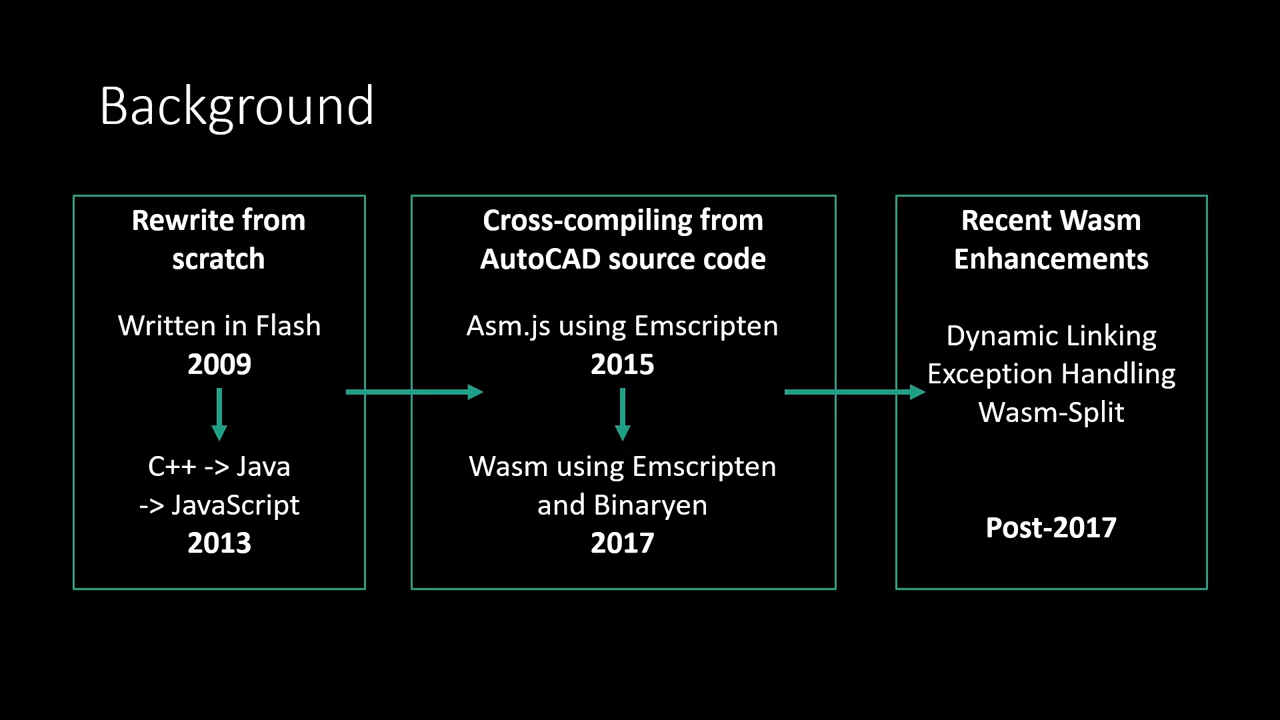 Background
Rewrite from
scratch
Written in Flash
2009
C++ -> Java
-> JavaScript
2013
Cross-compiling from
AutoCAD source code
Asm.js using Emscripten
2015
Wasm using Emscripten
and Binaryen
2017
Recent Wasm
Enhancements
Dynamic Linking
Exception Handling
Wasm-Split
Post-2017